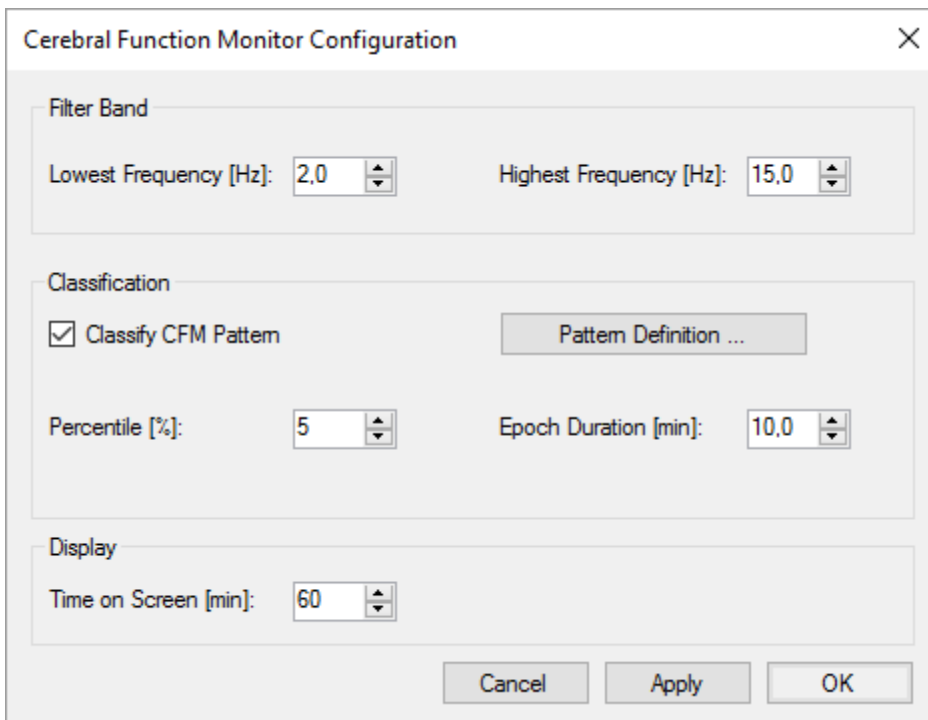 Cerebral Function Monitor Configuration
Filter Band
Lowest Frequency [Hz]: 2,0 Highest Frequency [Hz]: 15,0
Classification
Classify CFM Pattern Pattern Definition ...
Percentile [%]: 5 Epoch Duration [min]: 10,0
Display
Time on Screen [min]: 60
Cancel Apply OK